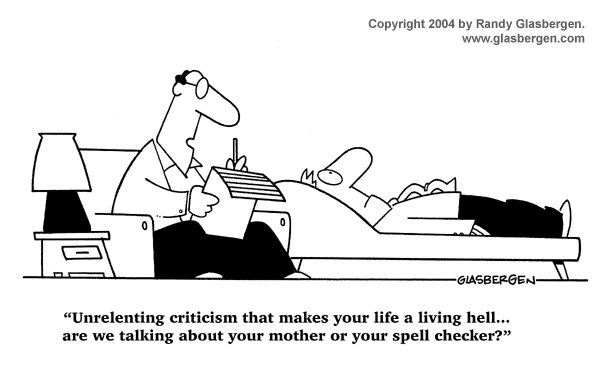 Copyright 2004 by Randy Glasbergen.
www.glasbergen.com
GLASBERGEN
“Unrelenting criticism that makes your life a living hell...
are we talking about your mother or your spell checker?”